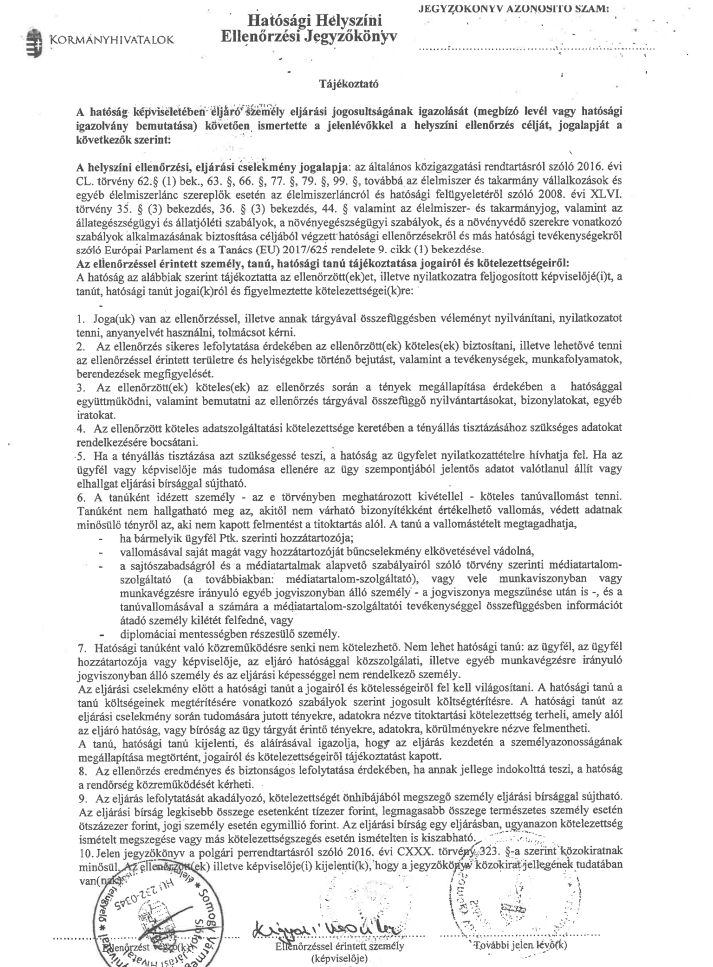 JEGYZŐKÖNYV AZONOSÍTÓ SZÁM:
Hatósági Helyszíni
Ellenőrzési Jegyzőkönyv
KORMÁNYHIVATALOK
Tájékoztató
A hatóság képviseletében eljáró személy eljárási jogosultságának igazolását (megbízó levél vagy hatósági
igazolvány bemutatása) követően ismertette a jelenlévőkkel a helyszíni ellenőrzés célját, jogalapját a
következők szerint:
A helyszíni ellenőrzési, eljárási cselekmény jogalapja: az általános közigazgatási rendtartásról szóló 2016. évi
CL. törvény 62.§ (1) bek., 63. §, 66. §, 77. §, 79. §, 99. §, továbbá az élelmiszer és takarmány vállalkozások és
egyéb élelmiszerlánc szereplők esetén az élelmiszerláncról és hatósági felügyeletéről szóló 2008. évi XLVI.
törvény 35. § (3) bekezdés, 36. § (3) bekezdés, 44. § valamint az élelmiszer- és takarmányjog, valamint az
állategészségügyi és állatjóléti szabályok, a növényegészségügyi szabályok, és a növényvédő szerekre vonatkozó
szabályok alkalmazásának biztosítása céljából végzett hatósági ellenőrzésekről és más hatósági tevékenységekről
szóló Európai Parlament és a Tanács (EU) 2017/625 rendelete 9. cikk (1) bekezdése.
Az ellenőrzéssel érintett személy, tanú, hatósági tanú tájékoztatása jogairól és kötelezettségeiről:
A hatóság az alábbiak szerint tájékoztatta az ellenőrzött(ek)et, illetve nyilatkozatra feljogosított képviselőjé(i)t, a
tanút, hatósági tanút jogai(k)ról és figyelmeztette kötelezettségei(k)re:
-
1. Joga(uk) van az ellenőrzéssel, illetve annak tárgyával összefüggésben véleményt nyilvánítani, nyilatkozatot
tenni, anyanyelvét használni, tolmácsot kérni.
2. Az ellenőrzés sikeres lefolytatása érdekében az ellenőrzött(ek) köteles(ek) biztosítani, illetve lehetővé tenni
az ellenőrzéssel érintett területre és helyiségekbe történő bejutást, valamint a tevékenységek, munkafolyamatok,
berendezések megfigyelését.
3. Az ellenőrzött(ek) köteles(ek) az ellenőrzés során a tények megállapítása érdekében a hatósággal
együttműködni, valamint bemutatni az ellenőrzés tárgyával összefüggő nyilvántartásokat, bizonylatokat, egyéb
iratokat.
4. Az ellenőrzött köteles adatszolgáltatási kötelezettsége keretében a tényállás tisztázásához szükséges adatokat
rendelkezésére bocsátani.
5. Ha a tényállás tisztázása azt szükségessé teszi, a hatóság az ügyfelet nyilatkozattételre hívhatja fel. Ha az
ügyfél vagy képviselője más tudomása ellenére az ügy szempontjából jelentős adatot valótlanul állít vagy
elhallgat eljárási bírsággal sújtható.
6. A tanúként idézett személy - az e törvényben meghatározott kivétellel - köteles tanúvallomást tenni.
Tanúként nem hallgatható meg az, akitől nem várható bizonyítékként értékelhető vallomás, védett adatnak
minősülő tényről az, aki nem kapott felmentést a titoktartás alól. A tanú a vallomástételt megtagadhatja,
- ha bármelyik ügyfél Ptk. szerinti hozzátartozója;
- vallomásával saját magát vagy hozzátartozóját bűncselekmény elkövetésével vádolná,
- a sajtószabadságról és a médiatartalmak alapvető szabályairól szóló törvény szerinti médiatartalom-
szolgáltató (a továbbiakban: médiatartalom-szolgáltató), vagy vele munkaviszonyban vagy
munkavégzésre irányuló egyéb jogviszonyban álló személy - a jogviszonya megszűnése után is -, és a
tanúvallomásával a számára a médiatartalom-szolgáltatói tevékenységgel összefüggésben információt
átadó személy kilétét felfedné, vagy
- diplomáciai mentességben részesülő személy.
7. Hatósági tanúként való közreműködésre senki nem kötelezhető. Nem lehet hatósági tanú: az ügyfél, az ügyfél
hozzátartozója vagy képviselője, az eljáró hatósággal közszolgálati, illetve egyéb munkavégzésre irányuló
jogviszonyban álló személy és az eljárási képességgel nem rendelkező személy.
Az eljárási cselekmény előtt a hatósági tanút a jogairól és kötelességeiről fel kell világosítani. A hatósági tanú a
tanú költségeinek megtérítésére vonatkozó szabályok szerint jogosult költségtérítésre. A hatósági tanút az
eljárási cselekmény során tudomására jutott tényekre, adatokra nézve titoktartási kötelezettség terheli, amely alól
az eljáró hatóság, vagy bíróság az ügy tárgyát érintő tényekre, adatokra, körülményekre nézve felmentheti.
A tanú, hatósági tanú kijelenti, és aláírásával igazolja, hogy az eljárás kezdetén a személyazonosságának
megállapítása megtörtént, jogairól és kötelezettségeiről tájékoztatást kapott.
8. Az ellenőrzés eredményes és biztonságos lefolytatása érdekében, ha annak jellege indokolttá teszi, a hatóság
a rendőrség közreműködését kérheti.
9. Az eljárás lefolytatását akadályozó, kötelezettségét önhibájából megszegő személy eljárási bírsággal sújtható.
Az eljárási bírság legkisebb összege esetenként tízezer forint, legmagasabb összege természetes személy esetén
ötszázezer forint, jogi személy esetén egymillió forint. Az eljárási bírság egy eljárásban, ugyanazon kötelezettség
ismételt megszegése vagy más kötelezettségszegés esetén ismételten is kiszabható.
10. Jelen jegyzőkönyv a polgári perrendtartásról szóló 2016. évi CXXX. törvény 323. §-a szerint közokiratnak
minősül. Az ellenőrzött(ek) illetve képviselője(i) kijelenti(k), hogy a jegyzőkönyv közokirat jellegének tudatában
van(nak).
HU-232-0345
Somogy Várme
Ellenőrzést végző(k)
Ellenőrzéssel érintett személy
(képviselője)
További jelen lévő(k)